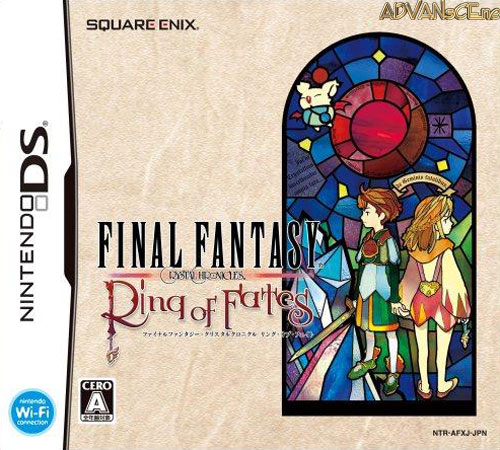 SQUARE ENIX.
ADVANsCEne
NINTENDO DS
FINAL FANTASY
CRYSTAL CHRONICLES
Ring of Fates
ファイナルファンタジー・クリスタルクロニクル リング・オブ・フェイト
CERO
A
全年齢対象
nintendo
Wi-Fi
connection
NTR-AFXJ-JPN